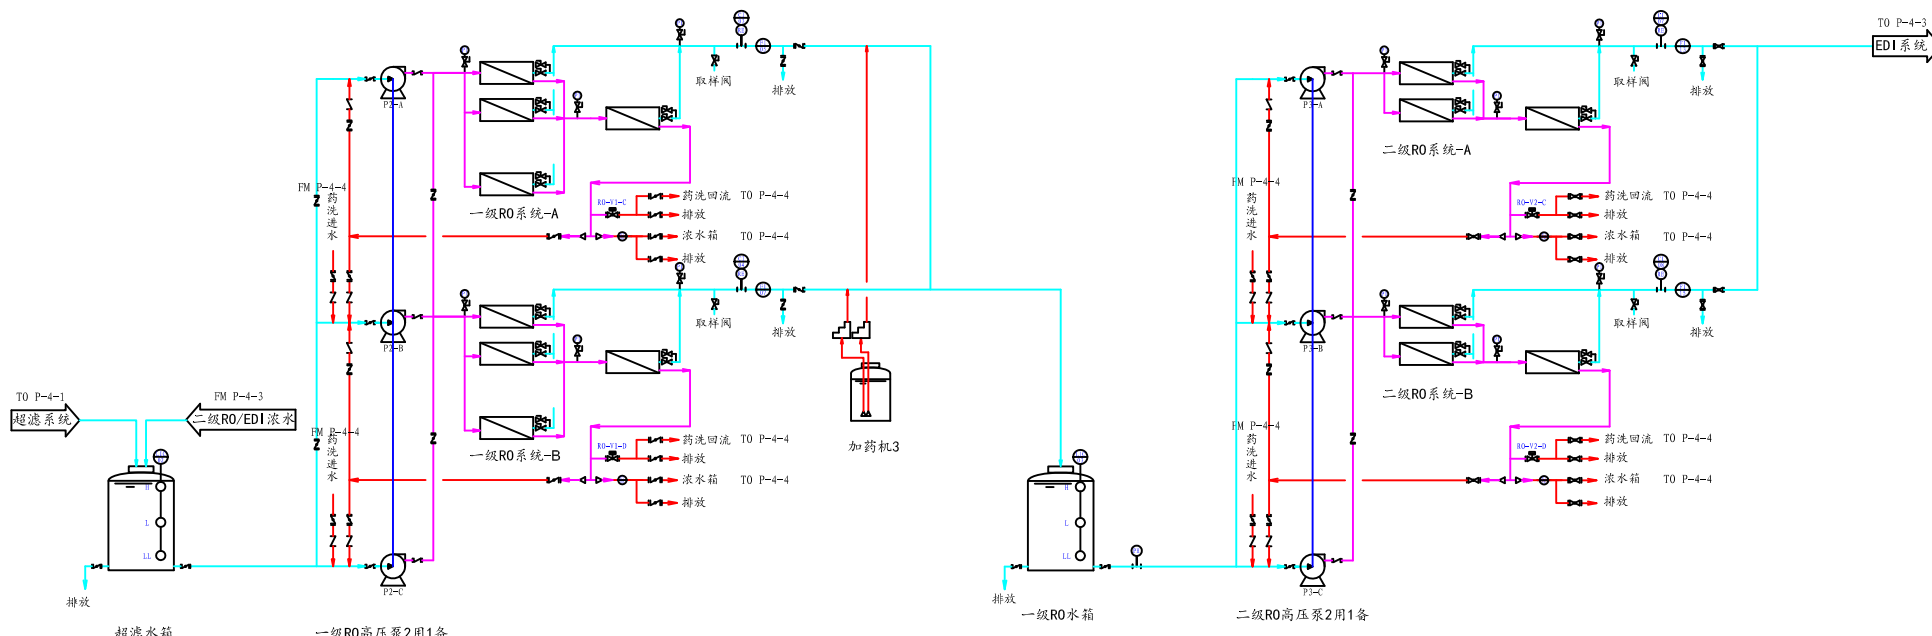 TO P-4-1
超滤系统
FM P-4-3
二级RO/EDI浓水
H
L
LL
排放
超滤水箱
FM P-4-4
药洗进水
FM P-4-4
药洗进水
P2-A
P2-B
P2-C
一级RO高压泵2用1备
一级RO系统-A
取样阀
排放
RO-V1-C
药洗回流 TO P-4-4
排放
浓水箱 TO P-4-4
排放
一级RO系统-B
取样阀
排放
RO-V1-D
药洗回流 TO P-4-4
排放
浓水箱 TO P-4-4
排放
加药机3
H
L
LL
排放
一级RO水箱
FM P-4-4
药洗进水
FM P-4-4
药洗进水
P3-A
P3-B
P3-C
二级RO高压泵2用1备
二级RO系统-A
取样阀
排放
RO-V2-C
药洗回流 TO P-4-4
排放
浓水箱 TO P-4-4
排放
二级RO系统-B
取样阀
排放
RO-V2-D
药洗回流 TO P-4-4
排放
浓水箱 TO P-4-4
排放
TO P-4-3
EDI系统